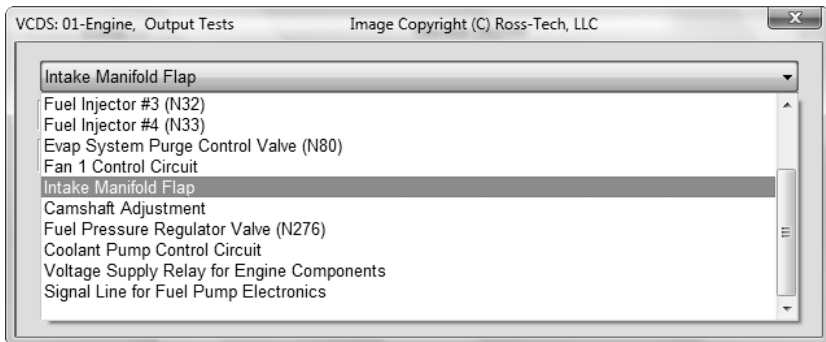 VCDS: 01-Engine, Output Tests Image Copyright (C) Ross-Tech, LLC
Intake Manifold Flap
Fuel Injector #3 (N32)
Fuel Injector #4 (N33)
Evap System Purge Control Valve (N80)
Fan 1 Control Circuit
Intake Manifold Flap
Camshaft Adjustment
Fuel Pressure Regulator Valve (N276)
Coolant Pump Control Circuit
Voltage Supply Relay for Engine Components
Signal Line for Fuel Pump Electronics